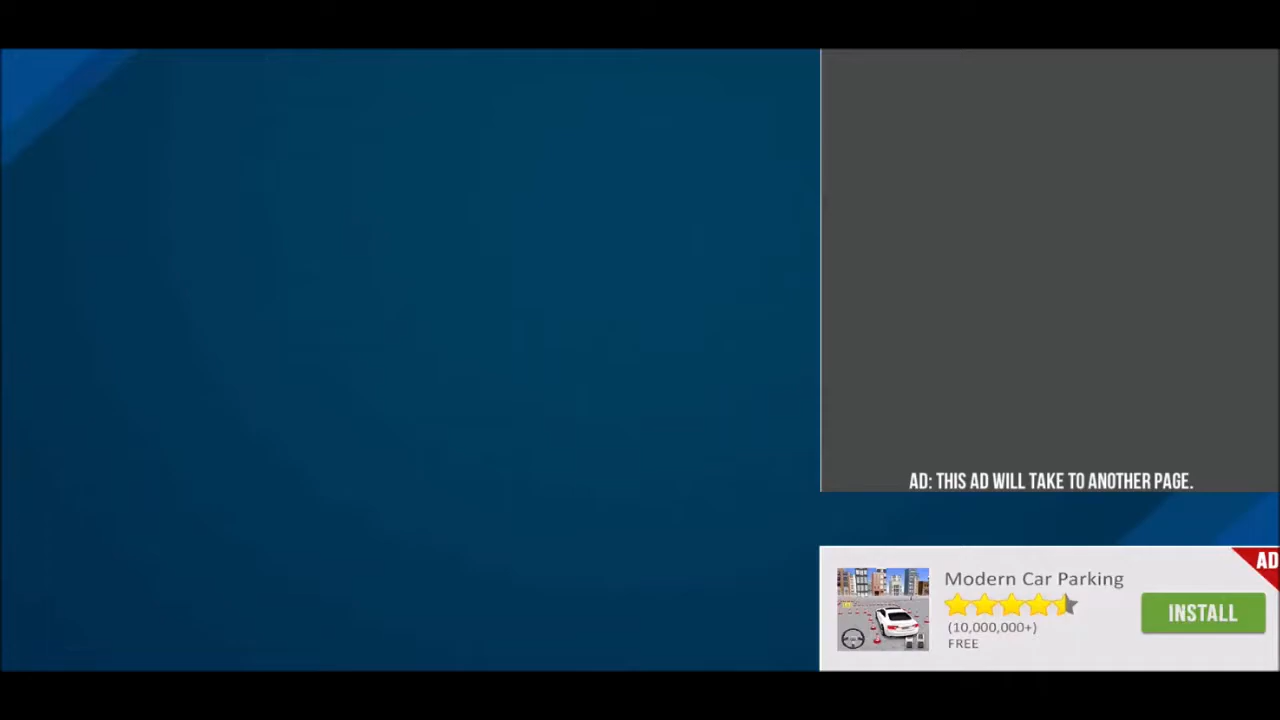 AD: THIS AD WILL TAKE TO ANOTHER PAGE.
AD
Modern Car Parking
(10,000,000+)
FREE
INSTALL